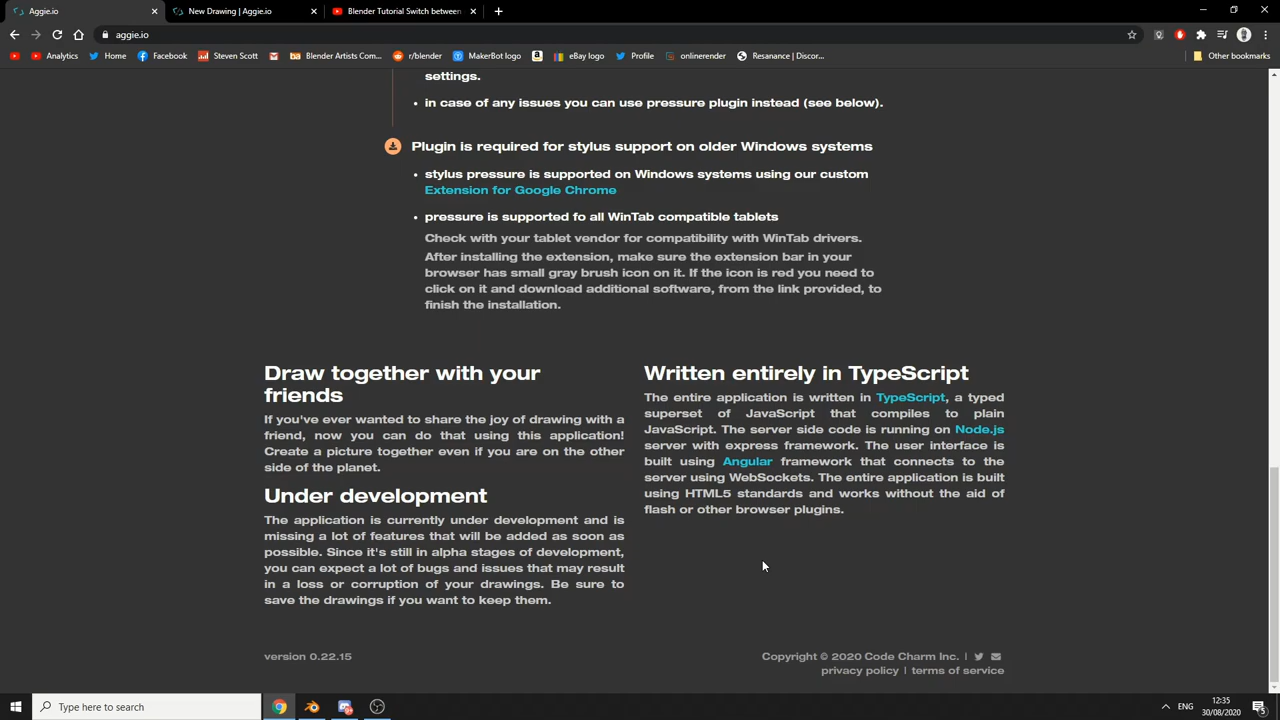 Aggie.io
New Drawing | Aggie.io
Blender Tutorial Switch between
aggie.io
Analytics
Home
Facebook
Steven Scott
Blender Artists Com...
r/blender
MakerBot logo
eBay logo
Profile
onlinerender
Resanance | Discor...
Other bookmarks
settings.
• in case of any issues you can use pressure plugin instead (see below).
Plugin is required for stylus support on older Windows systems
• stylus pressure is supported on Windows systems using our custom
Extension for Google Chrome
• pressure is supported fo all WinTab compatible tablets
Check with your tablet vendor for compatibility with WinTab drivers.
After installing the extension, make sure the extension bar in your
browser has small gray brush icon on it. If the icon is red you need to
click on it and download additional software, from the link provided, to
finish the installation.
Draw together with your
friends
If you've ever wanted to share the joy of drawing with a
friend, now you can do that using this application!
Create a picture together even if you are on the other
side of the planet.
Under development
The application is currently under development and is
missing a lot of features that will be added as soon as
possible. Since it's still in alpha stages of development,
you can expect a lot of bugs and issues that may result
in a loss or corruption of your drawings. Be sure to
save the drawings if you want to keep them.
Written entirely in TypeScript
The entire application is written in TypeScript, a typed
superset of JavaScript that compiles to plain
JavaScript. The server side code is running on Node.js
server with express framework. The user interface is
built using Angular framework that connects to the
server using WebSockets. The entire application is built
using HTML5 standards and works without the aid of
flash or other browser plugins.
version 0.22.15
Copyright © 2020 Code Charm Inc. |
privacy policy | terms of service
Type here to search
ENG
12:35
30/08/2020
5